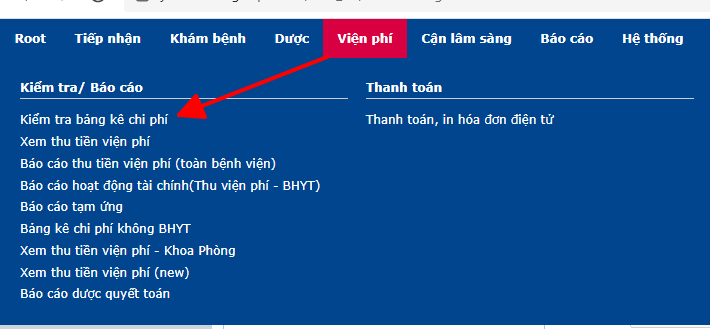 Root Tiếp nhận Khám bệnh Dược Viện phí Cận lâm sàng Báo cáo Hệ thống
Kiểm tra/ Báo cáo
Kiểm tra bảng kê chi phí
Xem thu tiền viện phí
Báo cáo thu tiền viện phí (toàn bệnh viện)
Báo cáo hoạt động tài chính(Thu viện phí - BHYT)
Báo cáo tạm ứng
Bảng kê chi phí không BHYT
Xem thu tiền viện phí - Khoa Phòng
Xem thu tiền viện phí (new)
Báo cáo dược quyết toán
Thanh toán
Thanh toán, in hóa đơn điện tử